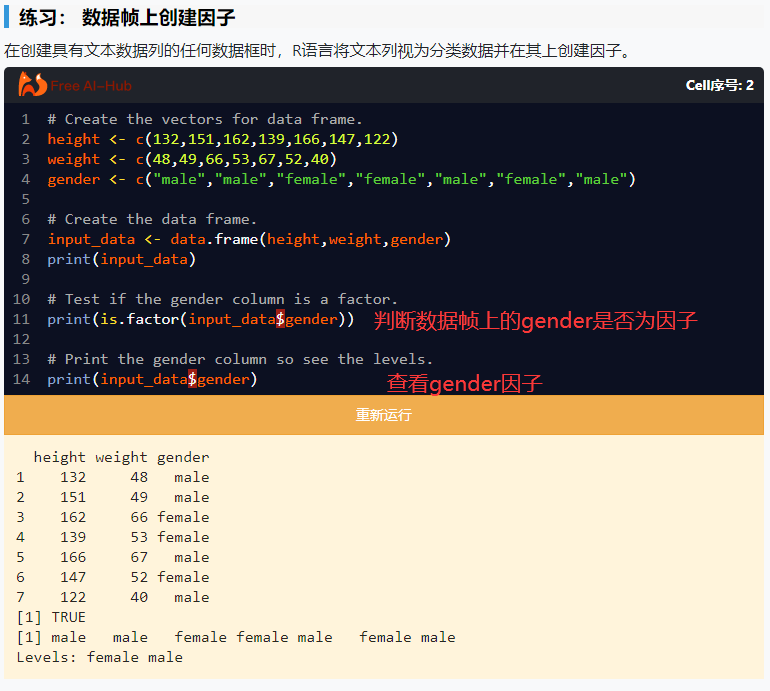 练习： 数据帧上创建因子
在创建具有文本数据列的任何数据框时，R语言将文本列视为分类数据并在其上创建因子。
Free AI-Hub Cell序号: 2
1 # Create the vectors for data frame.
2 height <- c(132,151,162,139,166,147,122)
3 weight <- c(48,49,66,53,67,52,40)
4 gender <- c("male","male","female","female","male","female","male")
5
6 # Create the data frame.
7 input_data <- data.frame(height,weight,gender)
8 print(input_data)
9
10 # Test if the gender column is a factor.
11 print(is.factor(input_data$gender)) 判断数据帧上的gender是否为因子
12
13 # Print the gender column so see the levels.
14 print(input_data$gender) 查看gender因子
重新运行
height weight gender
1 132 48 male
2 151 49 male
3 162 66 female
4 139 53 female
5 166 67 male
6 147 52 female
7 122 40 male
[1] TRUE
[1] male male female female male female male
Levels: female male